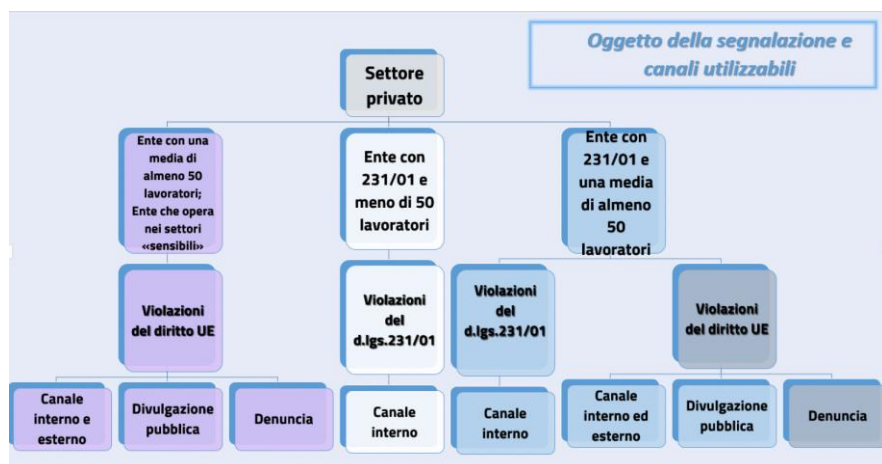 Oggetto della segnalazione e
canali utilizzabili
Settore
privato
Ente con una
media di
almeno 50
lavoratori;
Ente che opera
nei settori
«sensibili»
Ente con
231/01 e
meno di 50
lavoratori
Ente con
231/01 e
una media
di almeno
50
lavoratori
Violazioni
del diritto UE
Violazioni
del
d.lgs.231/01
Violazioni
del
d.lgs.231/01
Violazioni
del diritto UE
Canale
interno e
esterno
Divulgazione
pubblica
Denuncia
Canale
interno
Canale
interno
Canale
interno ed
esterno
Divulgazione
pubblica
Denuncia